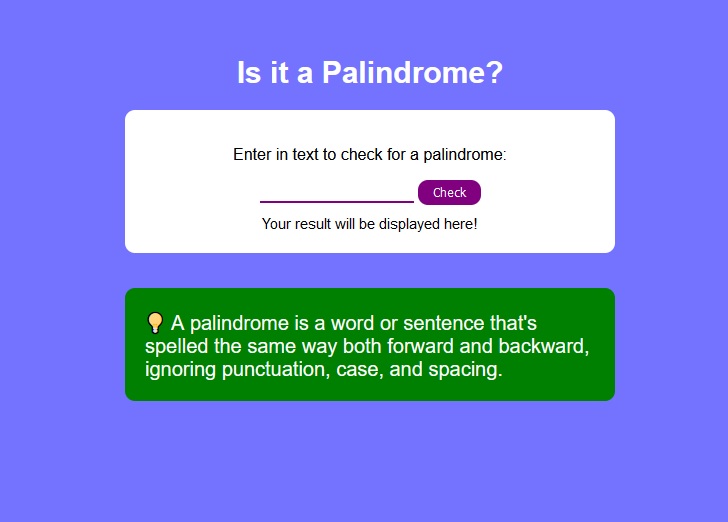 Is it a Palindrome?
Enter in text to check for a palindrome:
Check
Your result will be displayed here!
💡 A palindrome is a word or sentence that's
spelled the same way both forward and backward,
ignoring punctuation, case, and spacing.